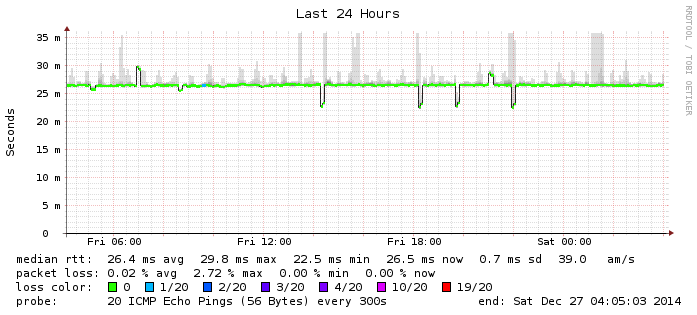 Last 24 Hours
RRDTOOL / TOBI OETIKER
Seconds
35 m
30 m
25 m
20 m
15 m
10 m
5 m
0
Fri 06:00 Fri 12:00 Fri 18:00 Sat 00:00
median rtt: 26.4 ms avg 29.8 ms max 22.5 ms min 26.5 ms now 0.7 ms sd 39.0 am/s
packet loss: 0.02 % avg 2.72 % max 0.00 % min 0.00 % now
loss color: 0 1/20 2/20 3/20 4/20 10/20 19/20
probe: 20 ICMP Echo Pings (56 Bytes) every 300s end: Sat Dec 27 04:05:03 2014